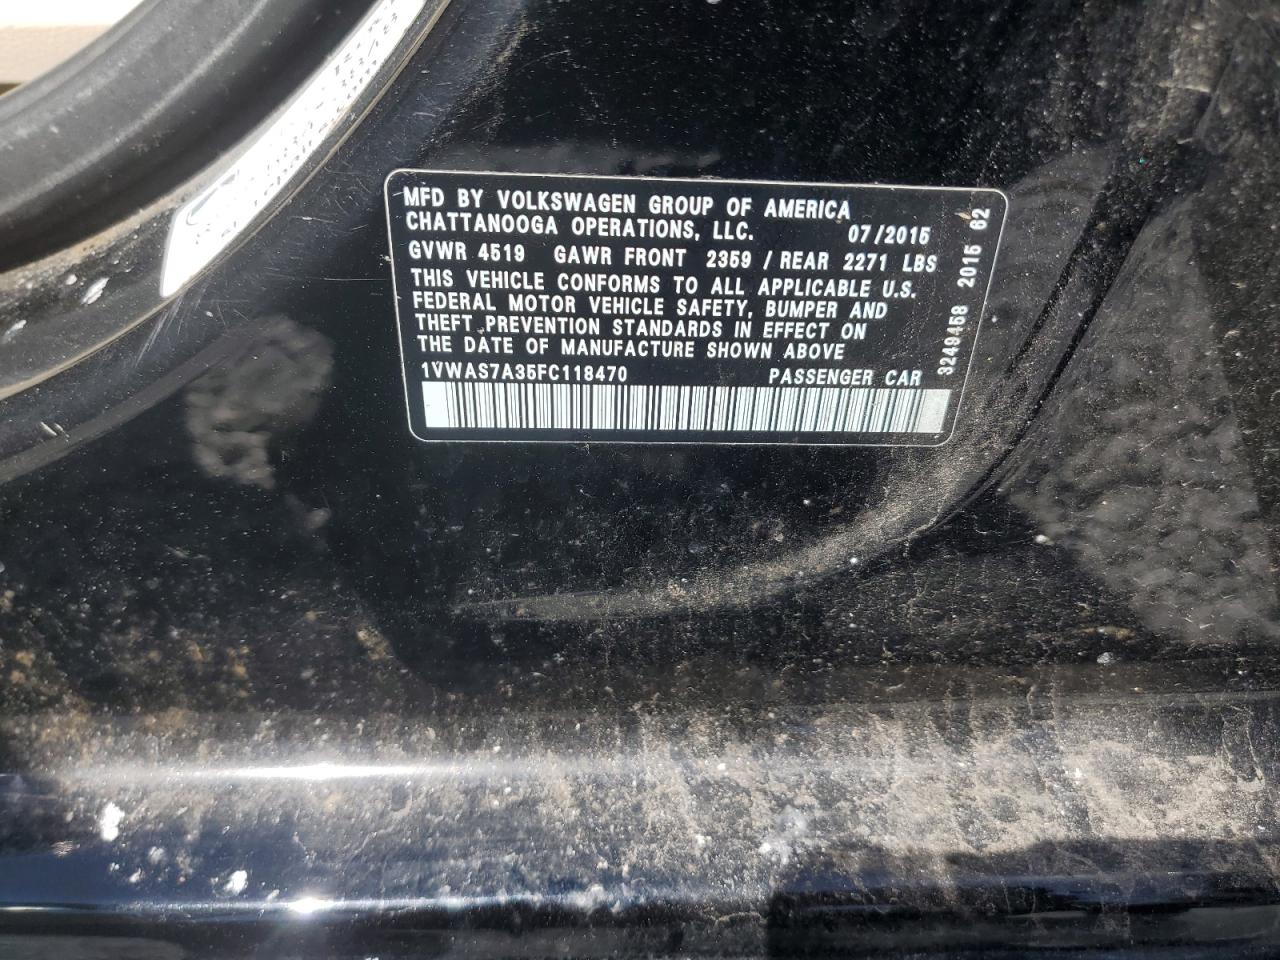 MFD BY VOLKSWAGEN GROUP OF AMERICA
CHATTANOOGA OPERATIONS, LLC. 07/2015
GVWR 4519 GAWR FRONT 2359 / REAR 2271 LBS
THIS VEHICLE CONFORMS TO ALL APPLICABLE U.S.
FEDERAL MOTOR VEHICLE SAFETY, BUMPER AND
THEFT PREVENTION STANDARDS IN EFFECT ON
THE DATE OF MANUFACTURE SHOWN ABOVE
1VWAS7A35FC118470 PASSENGER CAR
3249458 2015 62